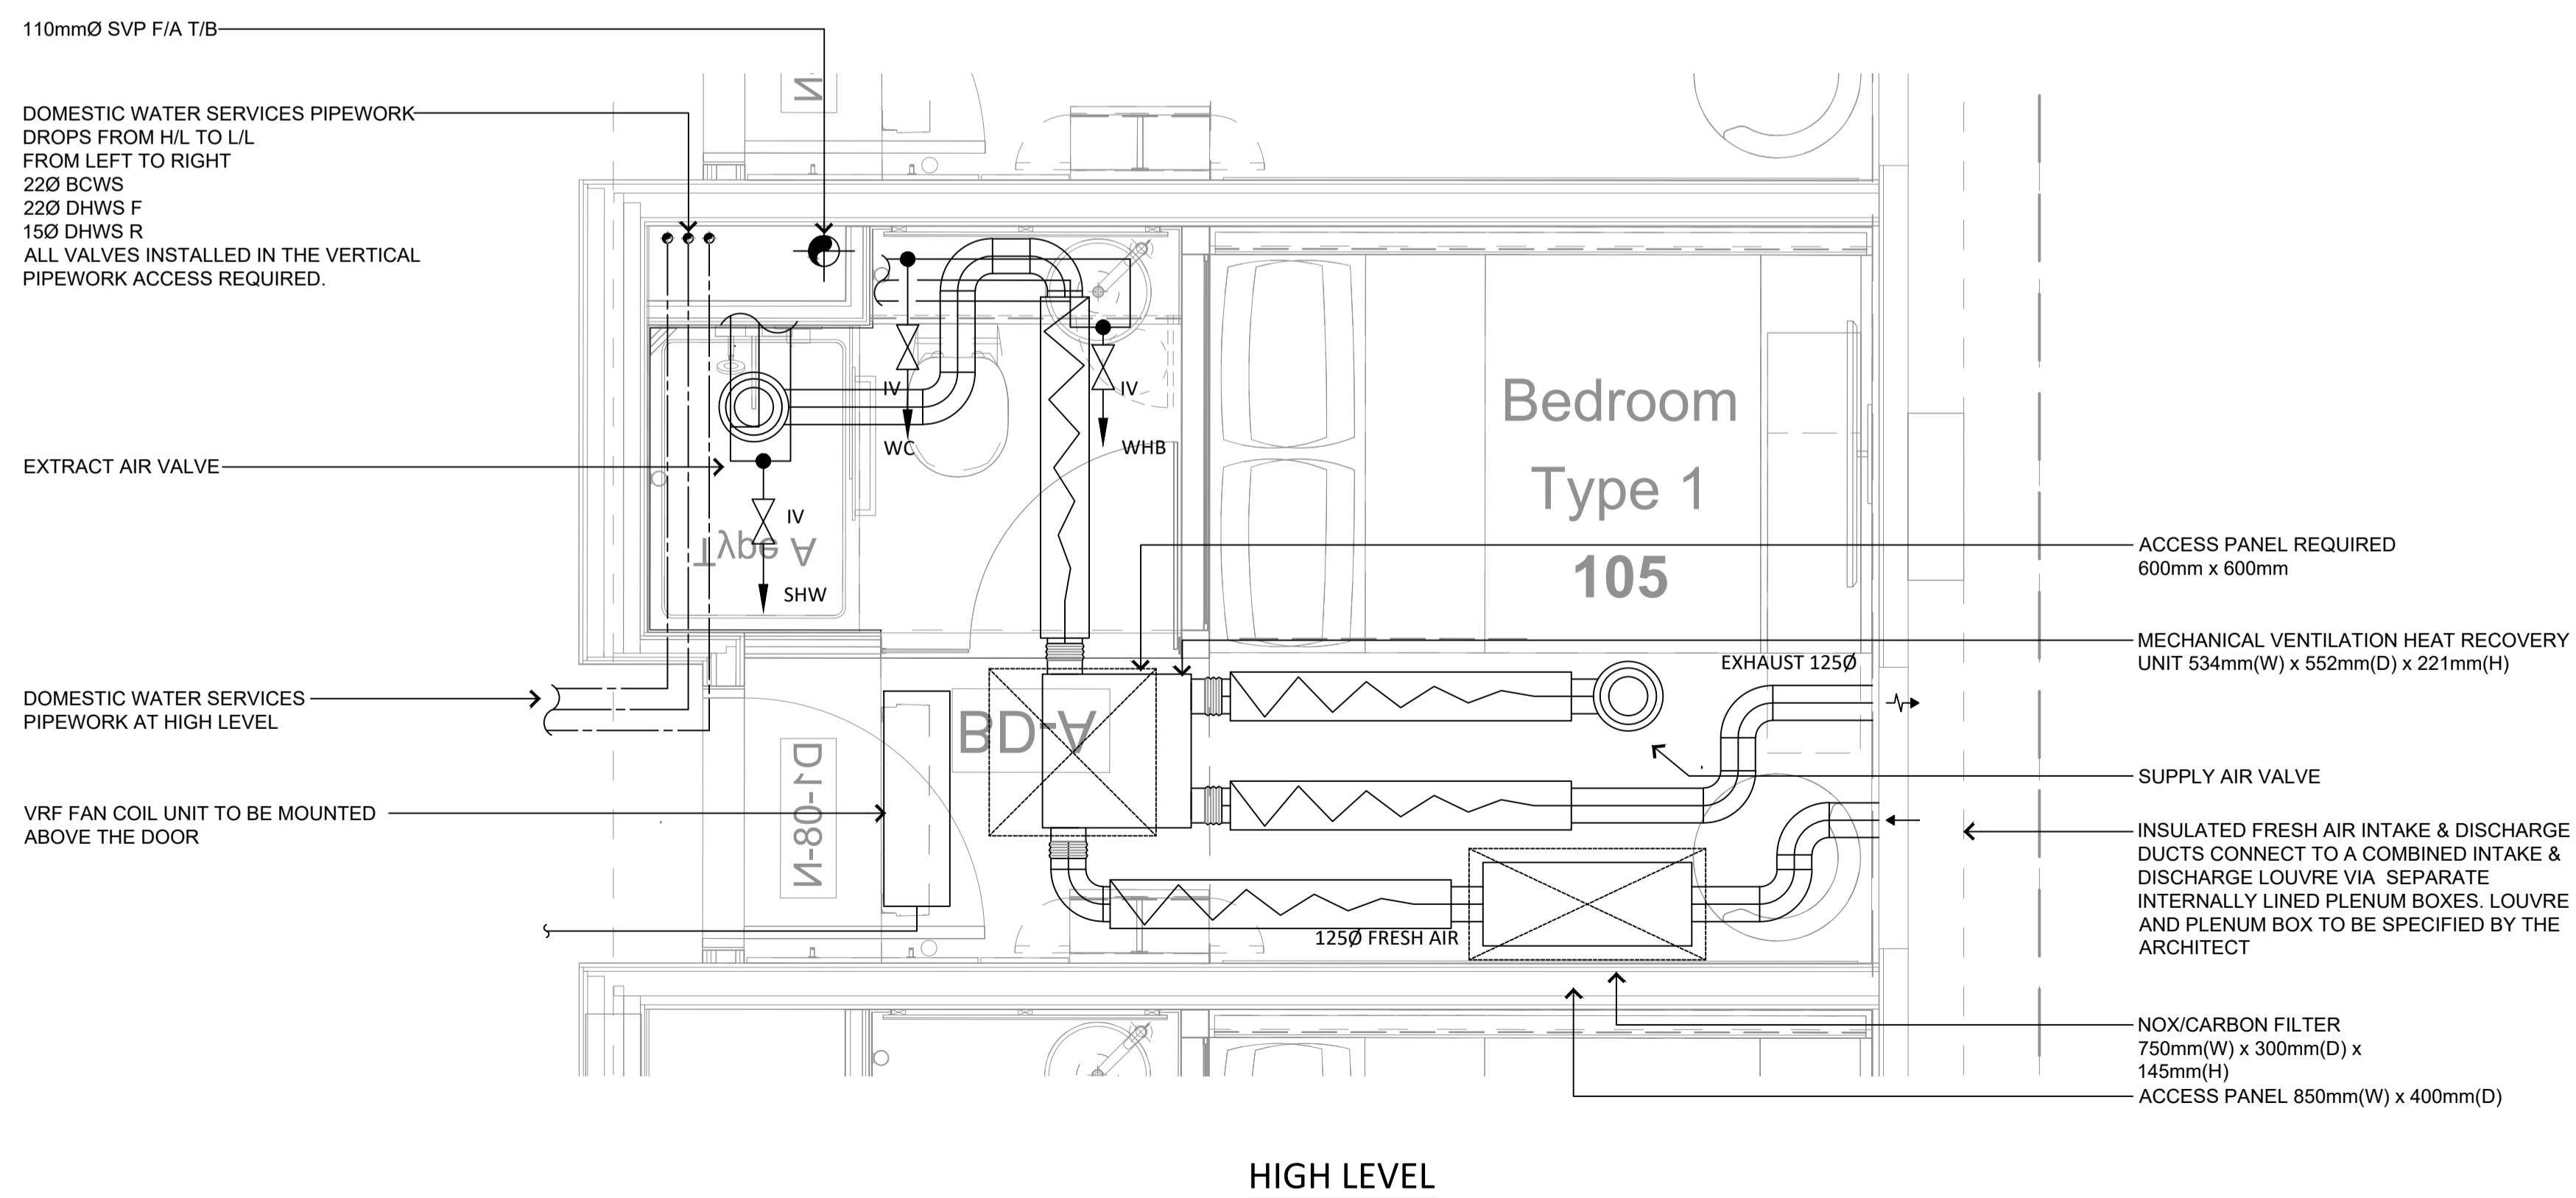 110mmØ SVP F/A T/B
DOMESTIC WATER SERVICES PIPEWORK
DROPS FROM H/L TO L/L
FROM LEFT TO RIGHT
22Ø BCWS
22Ø DHWS F
15Ø DHWS R
ALL VALVES INSTALLED IN THE VERTICAL
PIPEWORK ACCESS REQUIRED.
EXTRACT AIR VALVE
DOMESTIC WATER SERVICES
PIPEWORK AT HIGH LEVEL
VRF FAN COIL UNIT TO BE MOUNTED
ABOVE THE DOOR
N
IV
WC
IV
WHB
IV
Type A
SHW
BD-A
D1-08-N
Bedroom
Type 1
105
EXHAUST 125Ø
125Ø FRESH AIR
ACCESS PANEL REQUIRED
600mm x 600mm
MECHANICAL VENTILATION HEAT RECOVERY
UNIT 534mm(W) x 552mm(D) x 221mm(H)
SUPPLY AIR VALVE
INSULATED FRESH AIR INTAKE & DISCHARGE
DUCTS CONNECT TO A COMBINED INTAKE &
DISCHARGE LOUVRE VIA SEPARATE
INTERNALLY LINED PLENUM BOXES. LOUVRE
AND PLENUM BOX TO BE SPECIFIED BY THE
ARCHITECT
NOX/CARBON FILTER
750mm(W) x 300mm(D) x
145mm(H)
ACCESS PANEL 850mm(W) x 400mm(D)
HIGH LEVEL